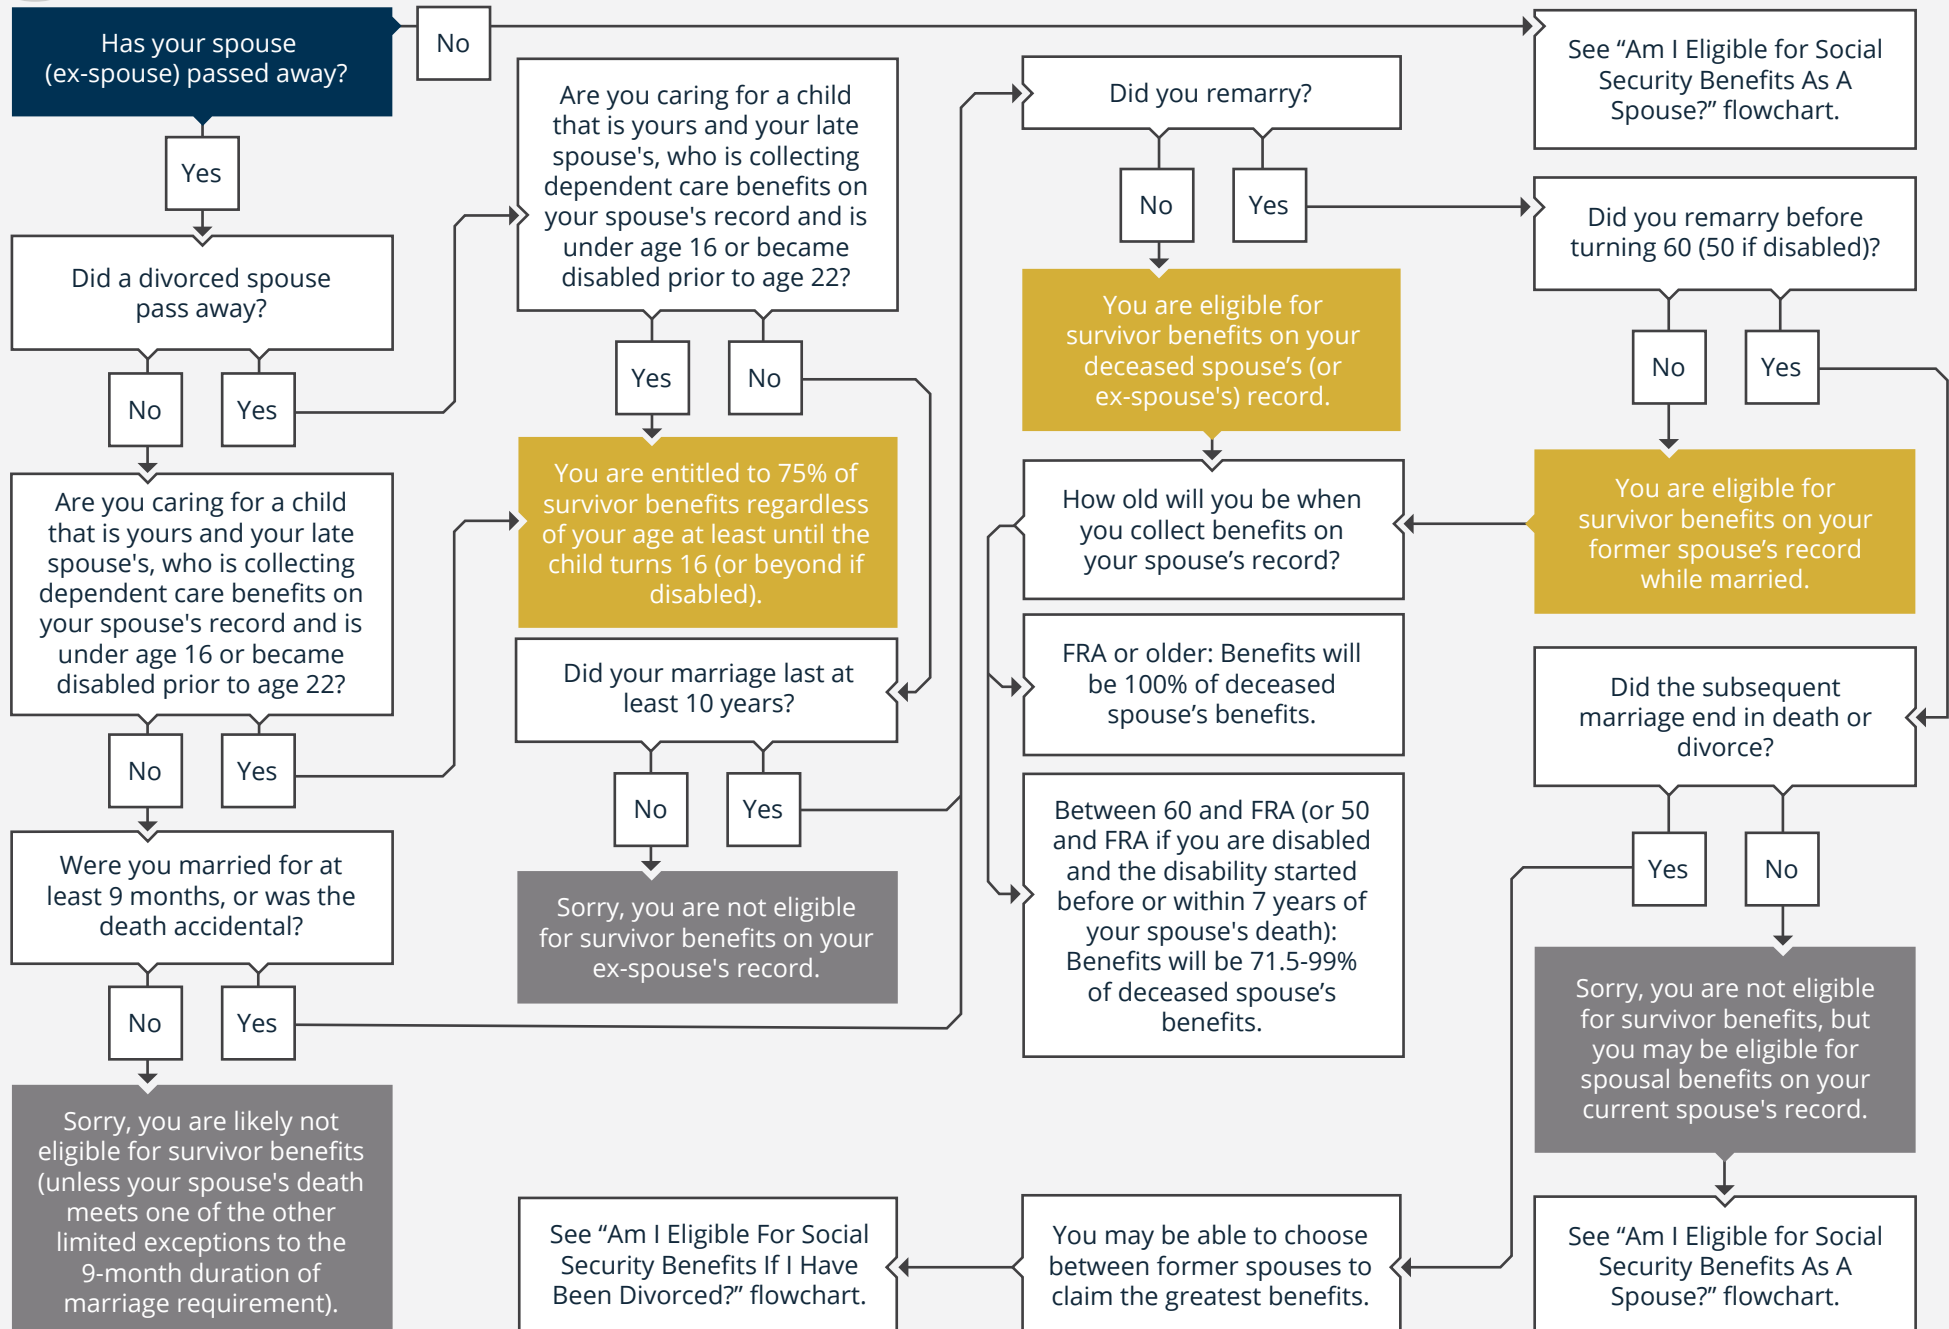 Has your spouse
(ex-spouse) passed away?
No
Yes
Did a divorced spouse
pass away?
No
Yes
Are you caring for a child
that is yours and your late
spouse's, who is collecting
dependent care benefits on
your spouse's record and is
under age 16 or became
disabled prior to age 22?
No
Yes
Were you married for at
least 9 months, or was the
death accidental?
No
Yes
Sorry, you are likely not
eligible for survivor benefits
(unless your spouse's death
meets one of the other
limited exceptions to the
9-month duration of
marriage requirement).
Are you caring for a child
that is yours and your late
spouse's, who is collecting
dependent care benefits on
your spouse's record and is
under age 16 or became
disabled prior to age 22?
Yes
No
You are entitled to 75% of
survivor benefits regardless
of your age at least until the
child turns 16 (or beyond if
disabled).
Did your marriage last at
least 10 years?
No
Yes
Sorry, you are not eligible
for survivor benefits on your
ex-spouse's record.
See “Am I Eligible For Social
Security Benefits If I Have
Been Divorced?” flowchart.
Did you remarry?
No
Yes
You are eligible for
survivor benefits on your
deceased spouse’s (or
ex-spouse's) record.
How old will you be when
you collect benefits on
your spouse’s record?
FRA or older: Benefits will
be 100% of deceased
spouse’s benefits.
Between 60 and FRA (or 50
and FRA if you are disabled
and the disability started
before or within 7 years of
your spouse's death):
Benefits will be 71.5-99%
of deceased spouse’s
benefits.
You may be able to choose
between former spouses to
claim the greatest benefits.
See “Am I Eligible for Social
Security Benefits As A
Spouse?” flowchart.
Did you remarry before
turning 60 (50 if disabled)?
No
Yes
You are eligible for
survivor benefits on your
former spouse’s record
while married.
Did the subsequent
marriage end in death or
divorce?
Yes
No
Sorry, you are not eligible
for survivor benefits, but
you may be eligible for
spousal benefits on your
current spouse's record.
See “Am I Eligible for Social
Security Benefits As A
Spouse?” flowchart.